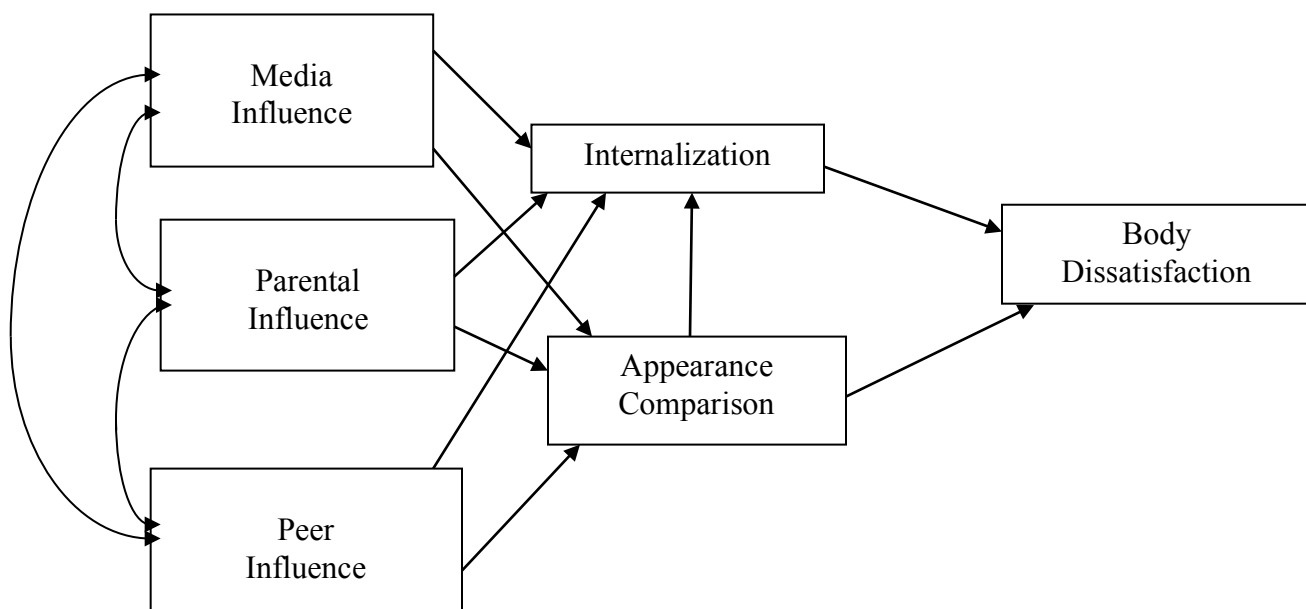 Media
Influence
Internalization
Body
Dissatisfaction
Parental
Influence
Appearance
Comparison
Peer
Influence